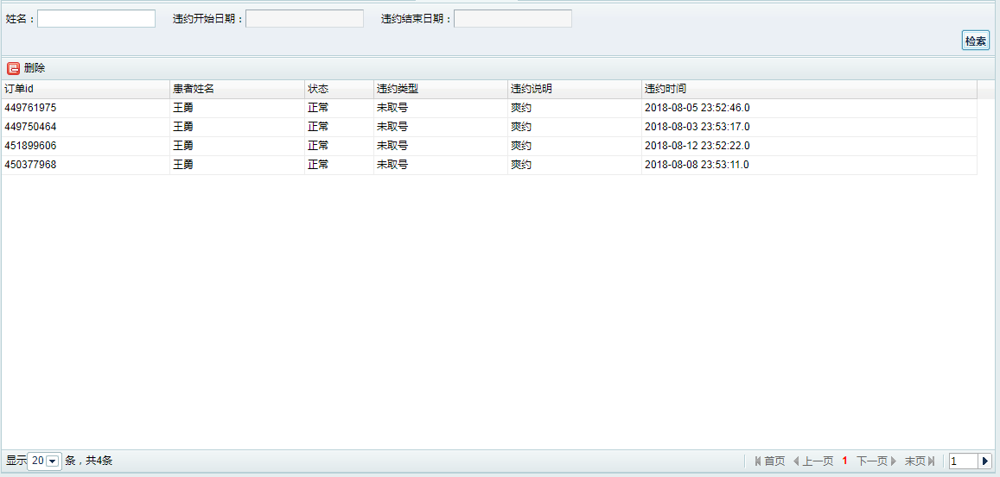 姓名： 违约开始日期： 违约结束日期：
检索
删除
订单id 患者姓名 状态 违约类型 违约说明 违约时间
449761975 王勇 正常 未取号 爽约 2018-08-05 23:52:46.0
449750464 王勇 正常 未取号 爽约 2018-08-03 23:53:17.0
451899606 王勇 正常 未取号 爽约 2018-08-12 23:52:22.0
450377968 王勇 正常 未取号 爽约 2018-08-08 23:53:11.0
显示 20 条，共4条 首页 上一页 1 下一页 末页 1